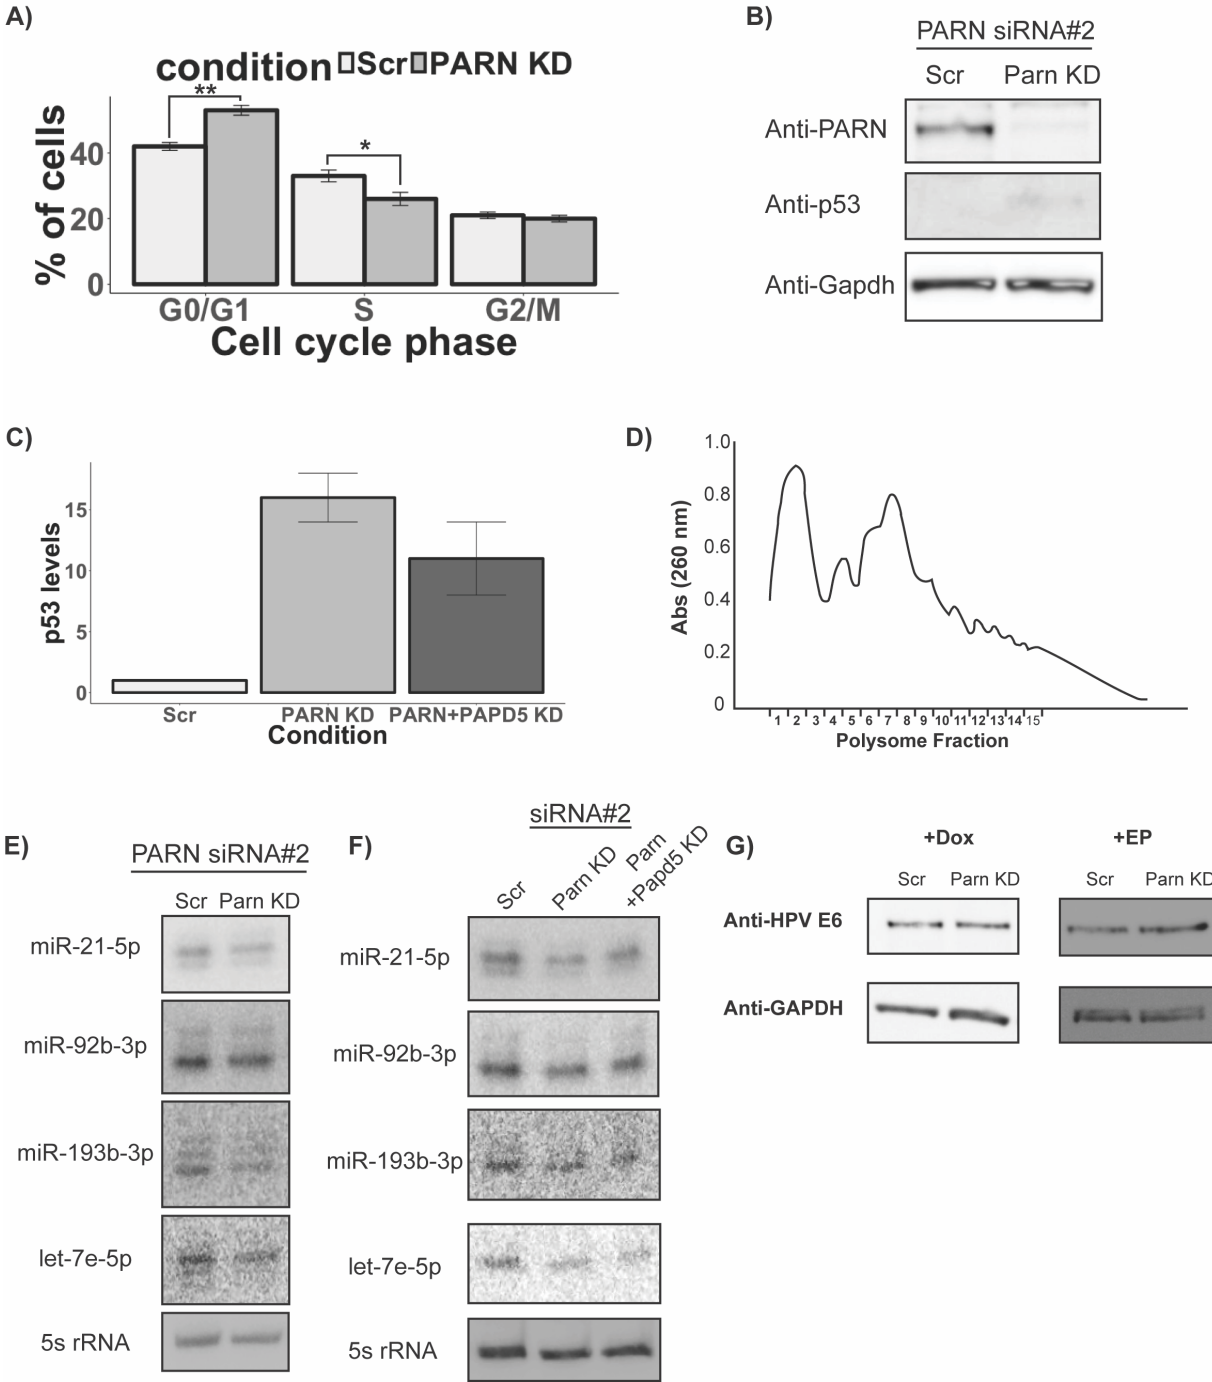 A)
condition Scr PARN KD
**
*
% of cells
40
20
0
G0/G1 S G2/M
Cell cycle phase
B)
PARN siRNA#2
Scr Parn KD
Anti-PARN
Anti-p53
Anti-Gapdh
C)
p53 levels
15
10
5
0
Scr PARN KD PARN+PAPD5 KD
Condition
D)
Abs (260 nm)
1.0
0.8
0.6
0.4
0.2
0
1 2 3 4 5 6 7 8 9 10 11 12 13 14 15
Polysome Fraction
E)
PARN siRNA#2
Scr Parn KD
miR-21-5p
miR-92b-3p
miR-193b-3p
let-7e-5p
5s rRNA
F)
siRNA#2
Scr
Parn KD
Parn
+Papd5 KD
miR-21-5p
miR-92b-3p
miR-193b-3p
let-7e-5p
5s rRNA
G)
+Dox +EP
Scr Parn KD Scr Parn KD
Anti-HPV E6
Anti-GAPDH